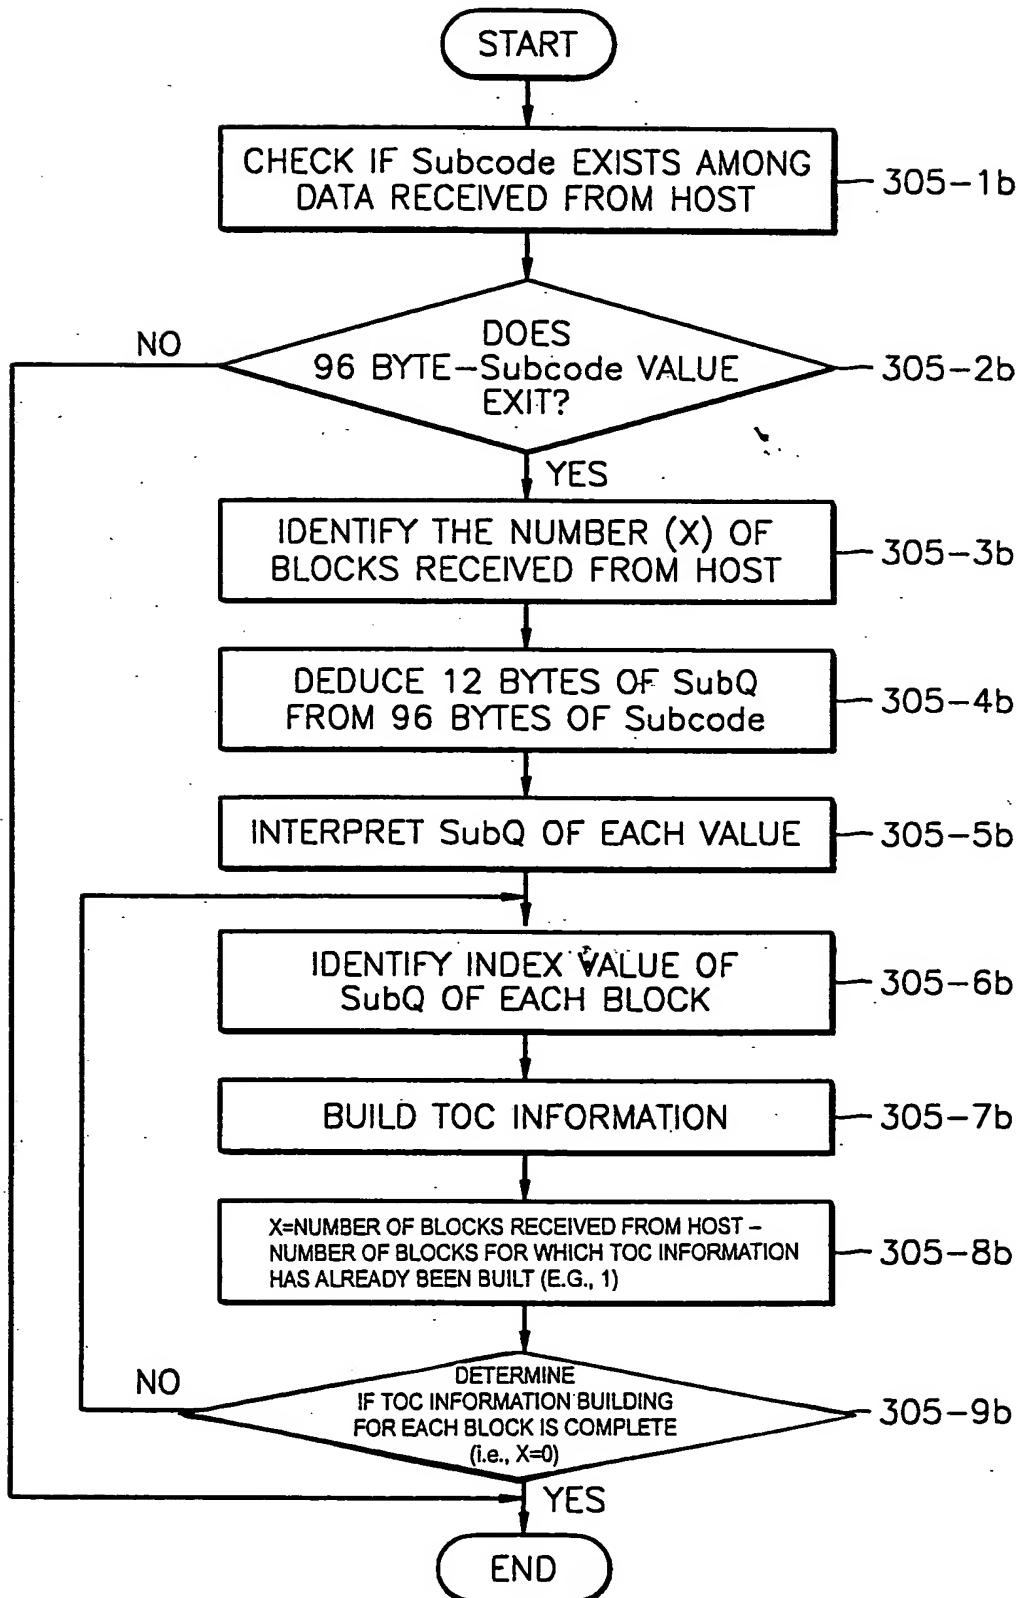 START
CHECK IF Subcode EXISTS AMONG
DATA RECEIVED FROM HOST
305-1b
DOES
96 BYTE-Subcode VALUE
EXIT?
305-2b
NO
YES
IDENTIFY THE NUMBER (X) OF
BLOCKS RECEIVED FROM HOST
305-3b
DEDUCE 12 BYTES OF SubQ
FROM 96 BYTES OF Subcode
305-4b
INTERPRET SubQ OF EACH VALUE
305-5b
IDENTIFY INDEX VALUE OF
SubQ OF EACH BLOCK
305-6b
BUILD TOC INFORMATION
305-7b
X=NUMBER OF BLOCKS RECEIVED FROM HOST –
NUMBER OF BLOCKS FOR WHICH TOC INFORMATION
HAS ALREADY BEEN BUILT (E.G., 1)
305-8b
DETERMINE
IF TOC INFORMATION BUILDING
FOR EACH BLOCK IS COMPLETE
(i.e., X=0)
305-9b
NO
YES
END